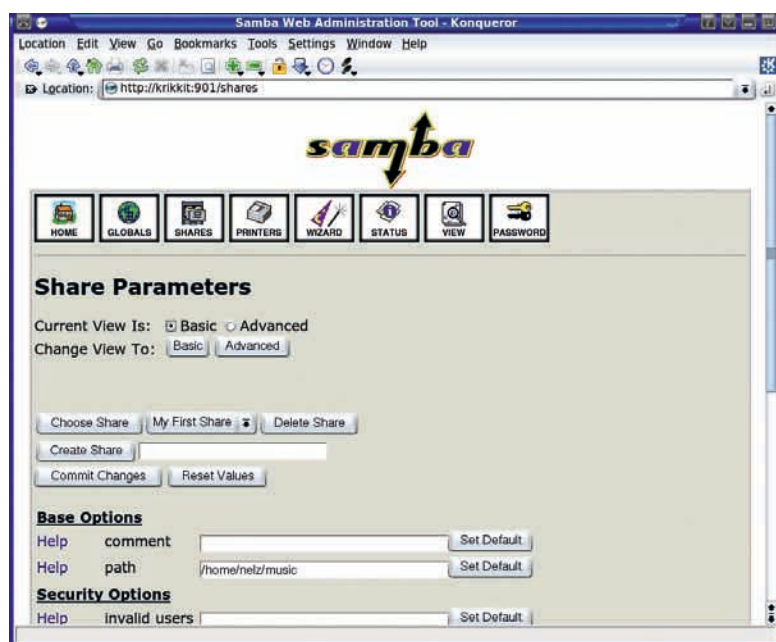 Samba Web Administration Tool - Konqueror
Location Edit View Go Bookmarks Tools Settings Window Help
Location: http://krikkit:901/shares
samba
HOME GLOBALS SHARES PRINTERS WIZARD STATUS VIEW PASSWORD
Share Parameters
Current View Is: Basic Advanced
Change View To: Basic Advanced
Choose Share My First Share Delete Share
Create Share
Commit Changes Reset Values
Base Options
Help comment Set Default
Help path /home/nelz/music Set Default
Security Options
Help invalid users Set Default